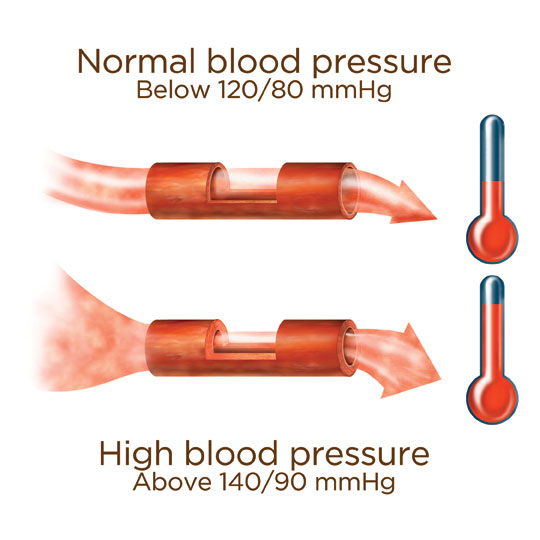 Normal blood pressure
Below 120/80 mmHg
High blood pressure
Above 140/90 mmHg